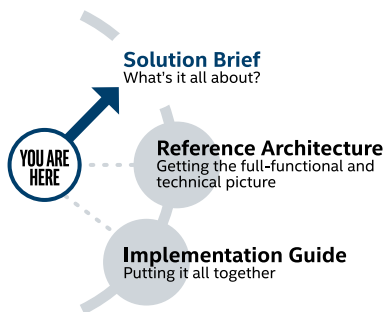 Solution Brief
What's it all about?
YOU ARE
HERE
Reference Architecture
Getting the full-functional and
technical picture
Implementation Guide
Putting it all together